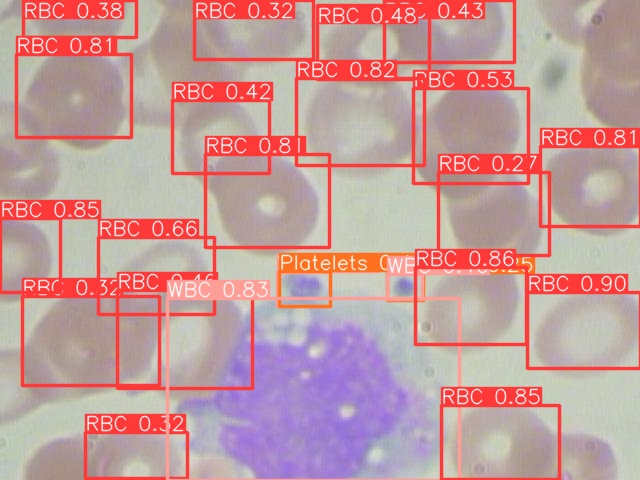 RBC 0.38
RBC 0.32
RBC 0.48
0.43
RBC 0.81
RBC 0.82
RBC 0.42
RBC 0.53
RBC 0.81
RBC 0.81
RBC 0.27
RBC 0.85
RBC 0.66
Platelets
RBC 0.86
RBC 0.32
RBC
WBC 0.83
RBC 0.90
RBC 0.85
RBC 0.32